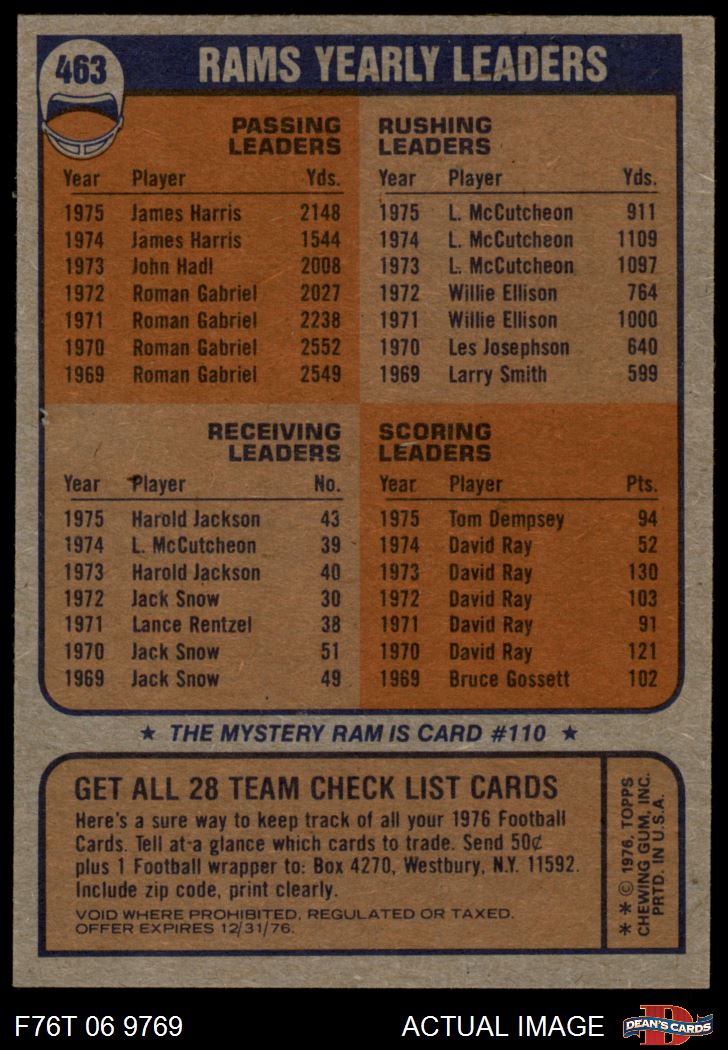 463
RAMS YEARLY LEADERS
PASSING
LEADERS
Year Player Yds.
1975 James Harris 2148
1974 James Harris 1544
1973 John Hadl 2008
1972 Roman Gabriel 2027
1971 Roman Gabriel 2238
1970 Roman Gabriel 2552
1969 Roman Gabriel 2549
RUSHING
LEADERS
Year Player Yds.
1975 L. McCutcheon 911
1974 L. McCutcheon 1109
1973 L. McCutcheon 1097
1972 Willie Ellison 764
1971 Willie Ellison 1000
1970 Les Josephson 640
1969 Larry Smith 599
RECEIVING
LEADERS
Year Player No.
1975 Harold Jackson 43
1974 L. McCutcheon 39
1973 Harold Jackson 40
1972 Jack Snow 30
1971 Lance Rentzel 38
1970 Jack Snow 51
1969 Jack Snow 49
SCORING
LEADERS
Year Player Pts.
1975 Tom Dempsey 94
1974 David Ray 52
1973 David Ray 130
1972 David Ray 103
1971 David Ray 91
1970 David Ray 121
1969 Bruce Gossett 102
★ THE MYSTERY RAM IS CARD #110 ★
GET ALL 28 TEAM CHECK LIST CARDS
Here's a sure way to keep track of all your 1976 Football
Cards. Tell at-a glance which cards to trade. Send 50¢
plus 1 Football wrapper to: Box 4270, Westbury, N.Y. 11592.
Include zip code, print clearly.
VOID WHERE PROHIBITED, REGULATED OR TAXED.
OFFER EXPIRES 12/31/76.
* * © 1976, TOPPS
CHEWING GUM, INC.
PRTD. IN U.S.A.
F76T 06 9769
ACTUAL IMAGE
D
DEAN'S CARDS